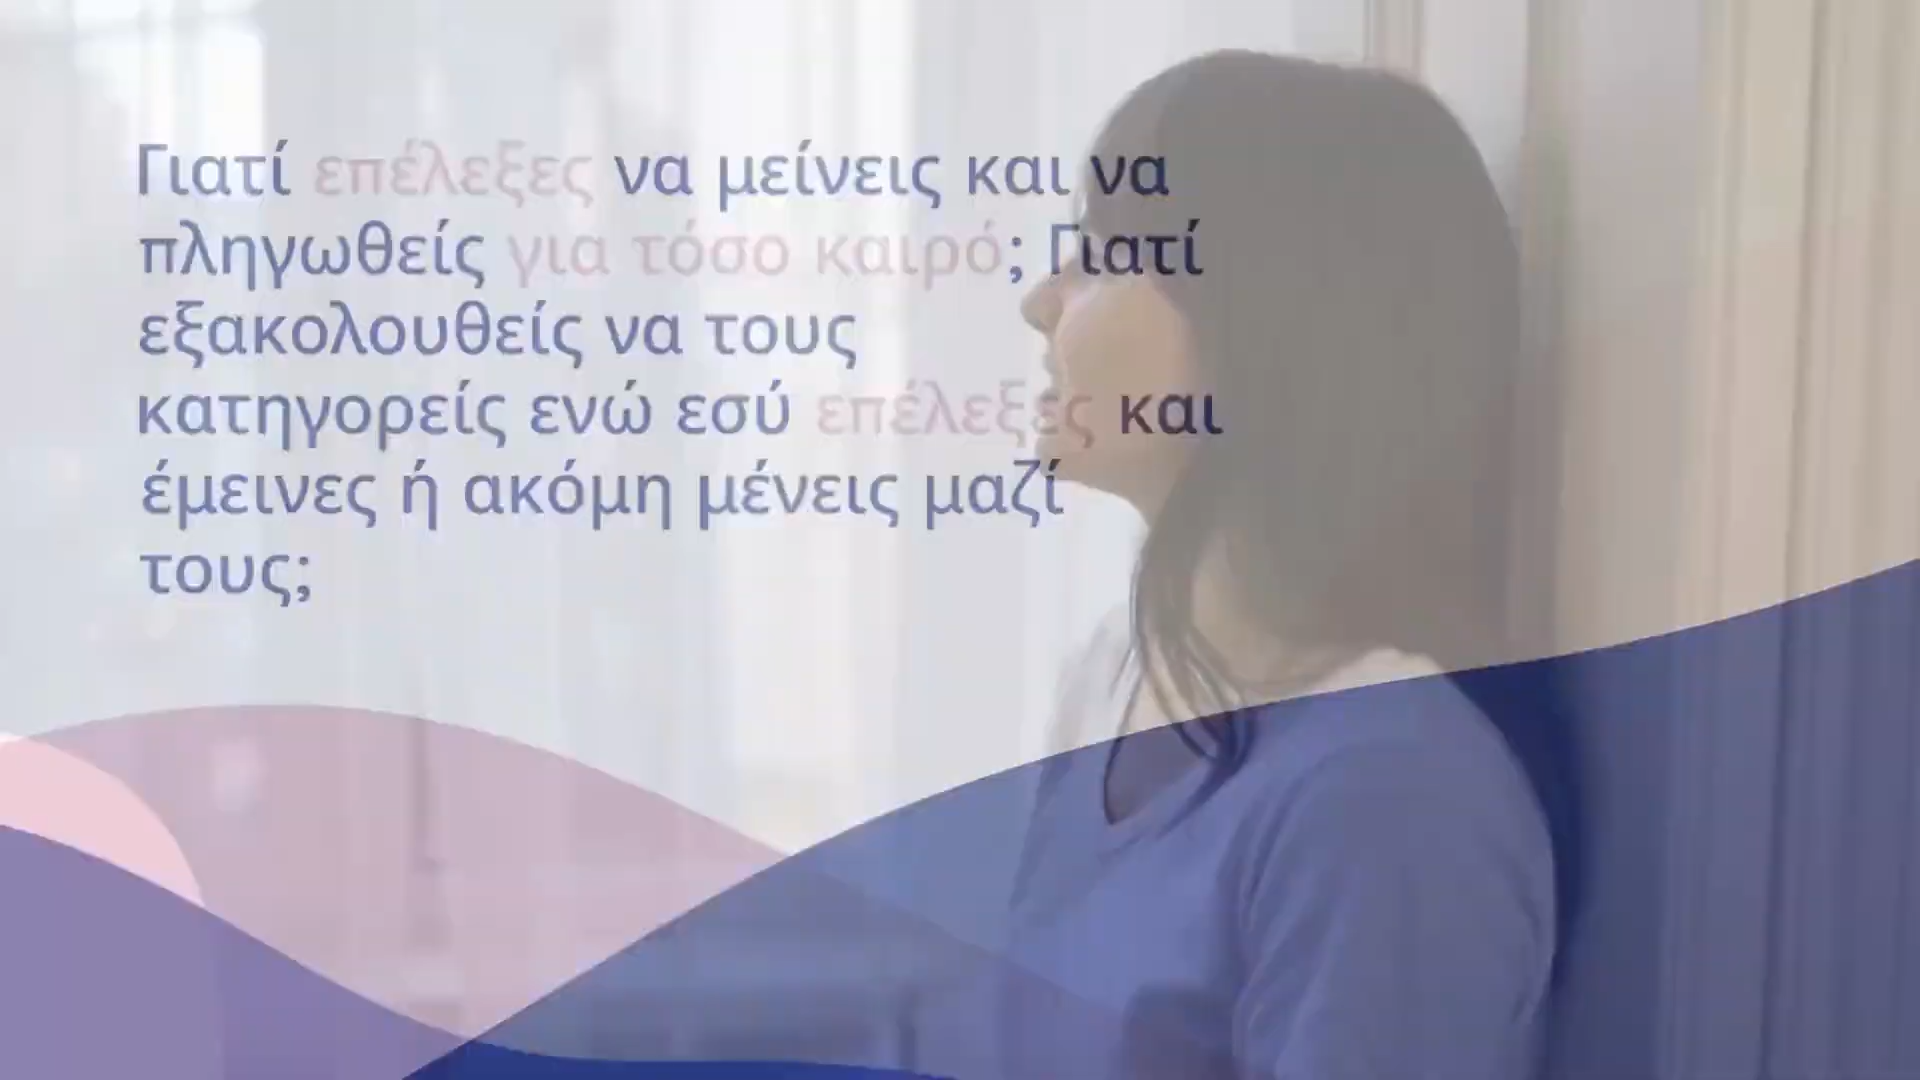 Γιατί επέλεξες να μείνεις και να
πληγωθείς για τόσο καιρό; Γιατί
εξακολουθείς να τους
κατηγορείς ενώ εσύ επέλεξες και
έμεινες ή ακόμη μένεις μαζί
τους;